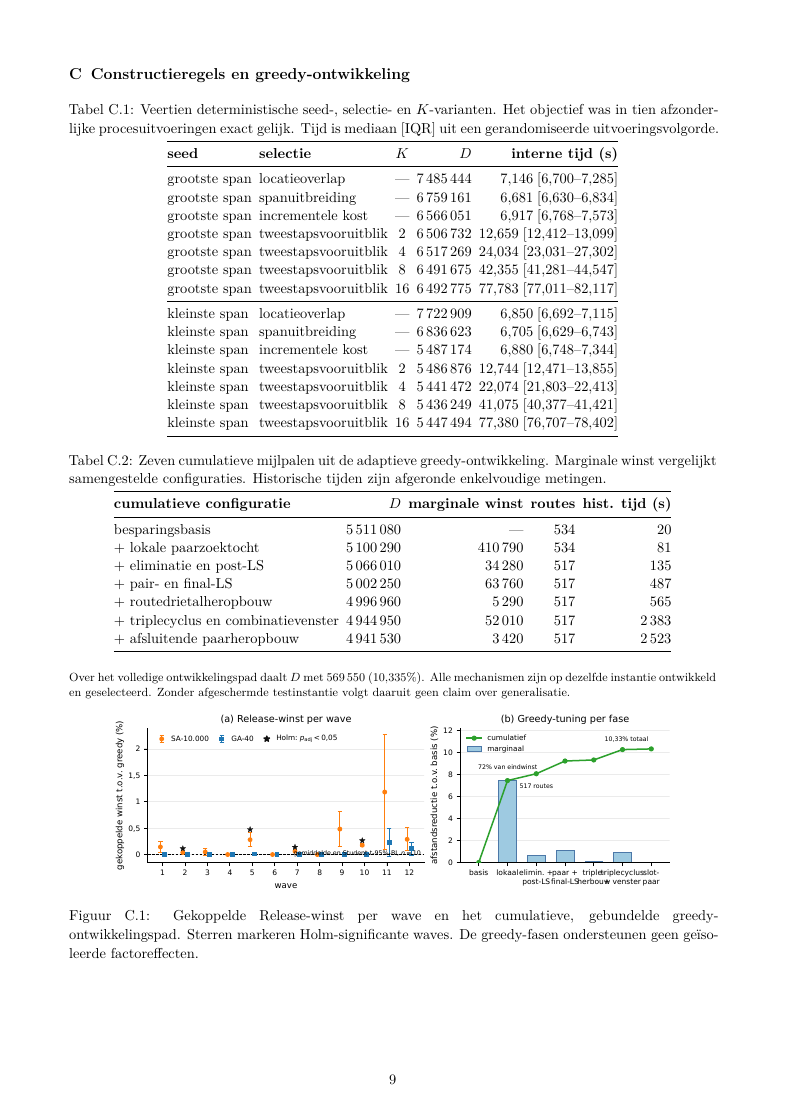 C Constructieregels en greedy-ontwikkeling
Tabel C.1: Veertien deterministische seed-, selectie- en K-varianten. Het objectief was in tien afzonder-
lijke procesuitvoeringen exact gelijk. Tijd is mediaan [IQR] uit een gerandomiseerde uitvoeringsvolgorde.
seed selectie K D interne tijd (s)
grootste span locatieoverlap — 7 485 444 7,146 [6,700–7,285]
grootste span spanuitbreiding — 6 759 161 6,681 [6,630–6,834]
grootste span incrementele kost — 6 566 051 6,917 [6,768–7,573]
grootste span tweestapsvooruitblik 2 6 506 732 12,659 [12,412–13,099]
grootste span tweestapsvooruitblik 4 6 517 269 24,034 [23,031–27,302]
grootste span tweestapsvooruitblik 8 6 491 675 42,355 [41,281–44,547]
grootste span tweestapsvooruitblik 16 6 492 775 77,783 [77,011–82,117]
kleinste span locatieoverlap — 7 722 909 6,850 [6,692–7,115]
kleinste span spanuitbreiding — 6 836 623 6,705 [6,629–6,743]
kleinste span incrementele kost — 5 487 174 6,880 [6,748–7,344]
kleinste span tweestapsvooruitblik 2 5 486 876 12,744 [12,471–13,855]
kleinste span tweestapsvooruitblik 4 5 441 472 22,074 [21,803–22,413]
kleinste span tweestapsvooruitblik 8 5 436 249 41,075 [40,377–41,421]
kleinste span tweestapsvooruitblik 16 5 447 494 77,380 [76,707–78,402]
Tabel C.2: Zeven cumulatieve mijlpalen uit de adaptieve greedy-ontwikkeling. Marginale winst vergelijkt
samengestelde configuraties. Historische tijden zijn afgeronde enkelvoudige metingen.
cumulatieve configuratie D marginale winst routes hist. tijd (s)
besparingsbasis 5 511 080 — 534 20
+ lokale paarzoektocht 5 100 290 410 790 534 81
+ eliminatie en post-LS 5 066 010 34 280 517 135
+ pair- en final-LS 5 002 250 63 760 517 487
+ routedrietalheropbouw 4 996 960 5 290 517 565
+ triplecyclus en combinatievenster 4 944 950 52 010 517 2 383
+ afsluitende paarheropbouw 4 941 530 3 420 517 2 523
Over het volledige ontwikkelingspad daalt D met 569 550 (10,335%). Alle mechanismen zijn op dezelfde instantie ontwikkeld
en geselecteerd. Zonder afgeschermde testinstantie volgt daaruit geen claim over generalisatie.
(a) Release-winst per wave
gekoppelde winst t.o.v. greedy (%)
SA-10.000 GA-40 Holm: p_adj < 0,05
2
1,5
1
0,5
0
gemiddelde en Student-t-95%-BI,
1 2 3 4 5 6 7 8 9 10 11 12
wave
(b) Greedy-tuning per fase
afstandsreductie t.o.v. basis (%)
cumulatief
marginaal
12
10
8
6
4
2
0
10,33% totaal
72% van eindwinst
517 routes
basis lokaal elimin. + paar + triple- triplecyclus slot-
post-LS final-LS herbouw + venster paar
Figuur C.1: Gekoppelde Release-winst per wave en het cumulatieve, gebundelde greedy-
ontwikkelingspad. Sterren markeren Holm-significante waves. De greedy-fasen ondersteunen geen geïso-
leerde factoreffecten.
9